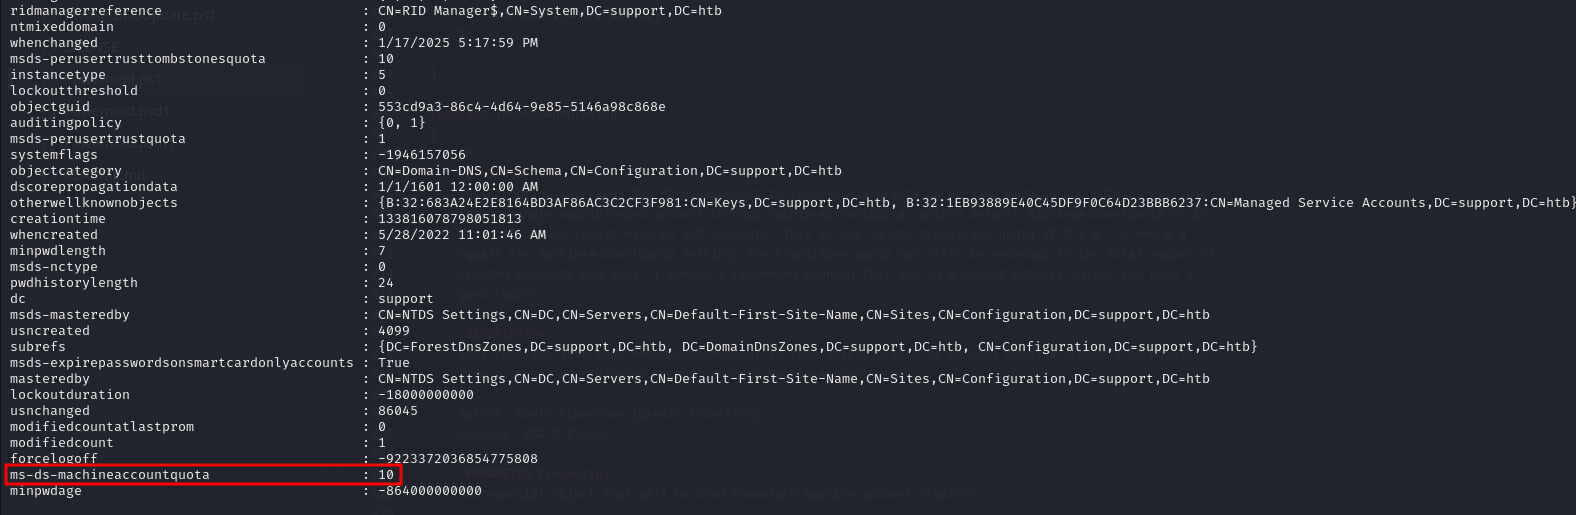 ridmanagerreference : CN=RID Manager$,CN=System,DC=support,DC=htb
ntmixeddomain : 0
whenchanged : 1/17/2025 5:17:59 PM
msds-perusertrusttombstonesquota : 10
instancetype : 5
lockoutthreshold : 0
objectguid : 553cd9a3-86c4-4d64-9e85-5146a98c868e
auditingpolicy : {0, 1}
msds-perusertrustquota : 1
systemflags : -1946157056
objectcategory : CN=Domain-DNS,CN=Schema,CN=Configuration,DC=support,DC=htb
dscorepropagationdata : 1/1/1601 12:00:00 AM
otherwellknownobjects : {B:32:683A24E2E8164BD3AF86AC3C2CF3F981:CN=Keys,DC=support,DC=htb, B:32:1EB93889E40C45DF9F0C64D23BBB6237:CN=Managed Service Accounts,DC=support,DC=htb}
creationtime : 133816078798051813
whencreated : 5/28/2022 11:01:46 AM
minpwdlength : 7
msds-nctype : 0
pwdhistorylength : 24
dc : support
msds-masteredby : CN=NTDS Settings,CN=DC,CN=Servers,CN=Default-First-Site-Name,CN=Sites,CN=Configuration,DC=support,DC=htb
usncreated : 4099
subrefs : {DC=ForestDnsZones,DC=support,DC=htb, DC=DomainDnsZones,DC=support,DC=htb, CN=Configuration,DC=support,DC=htb}
msds-expirepasswordsonsmartcardonlyaccounts : True
masteredby : CN=NTDS Settings,CN=DC,CN=Servers,CN=Default-First-Site-Name,CN=Sites,CN=Configuration,DC=support,DC=htb
lockoutduration : -18000000000
usnchanged : 86045
modifiedcountatlastprom : 0
modifiedcount : 1
forcelogoff : -9223372036854775808
ms-ds-machineaccountquota : 10
minpwdage : -864000000000